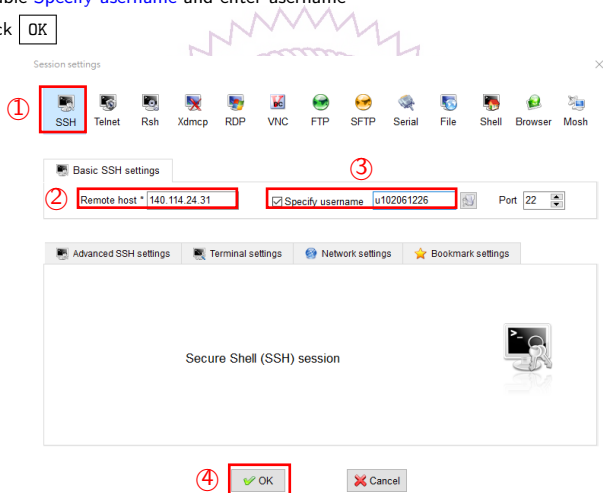 Specify username and enter username
OK
Session settings
①
SSH Telnet Rsh Xdmcp RDP VNC FTP SFTP Serial File Shell Browser Mosh
Basic SSH settings
③
② Remote host * 140.114.24.31 Specify username u102061226 Port 22
Advanced SSH settings Terminal settings Network settings Bookmark settings
Secure Shell (SSH) session
④ OK Cancel